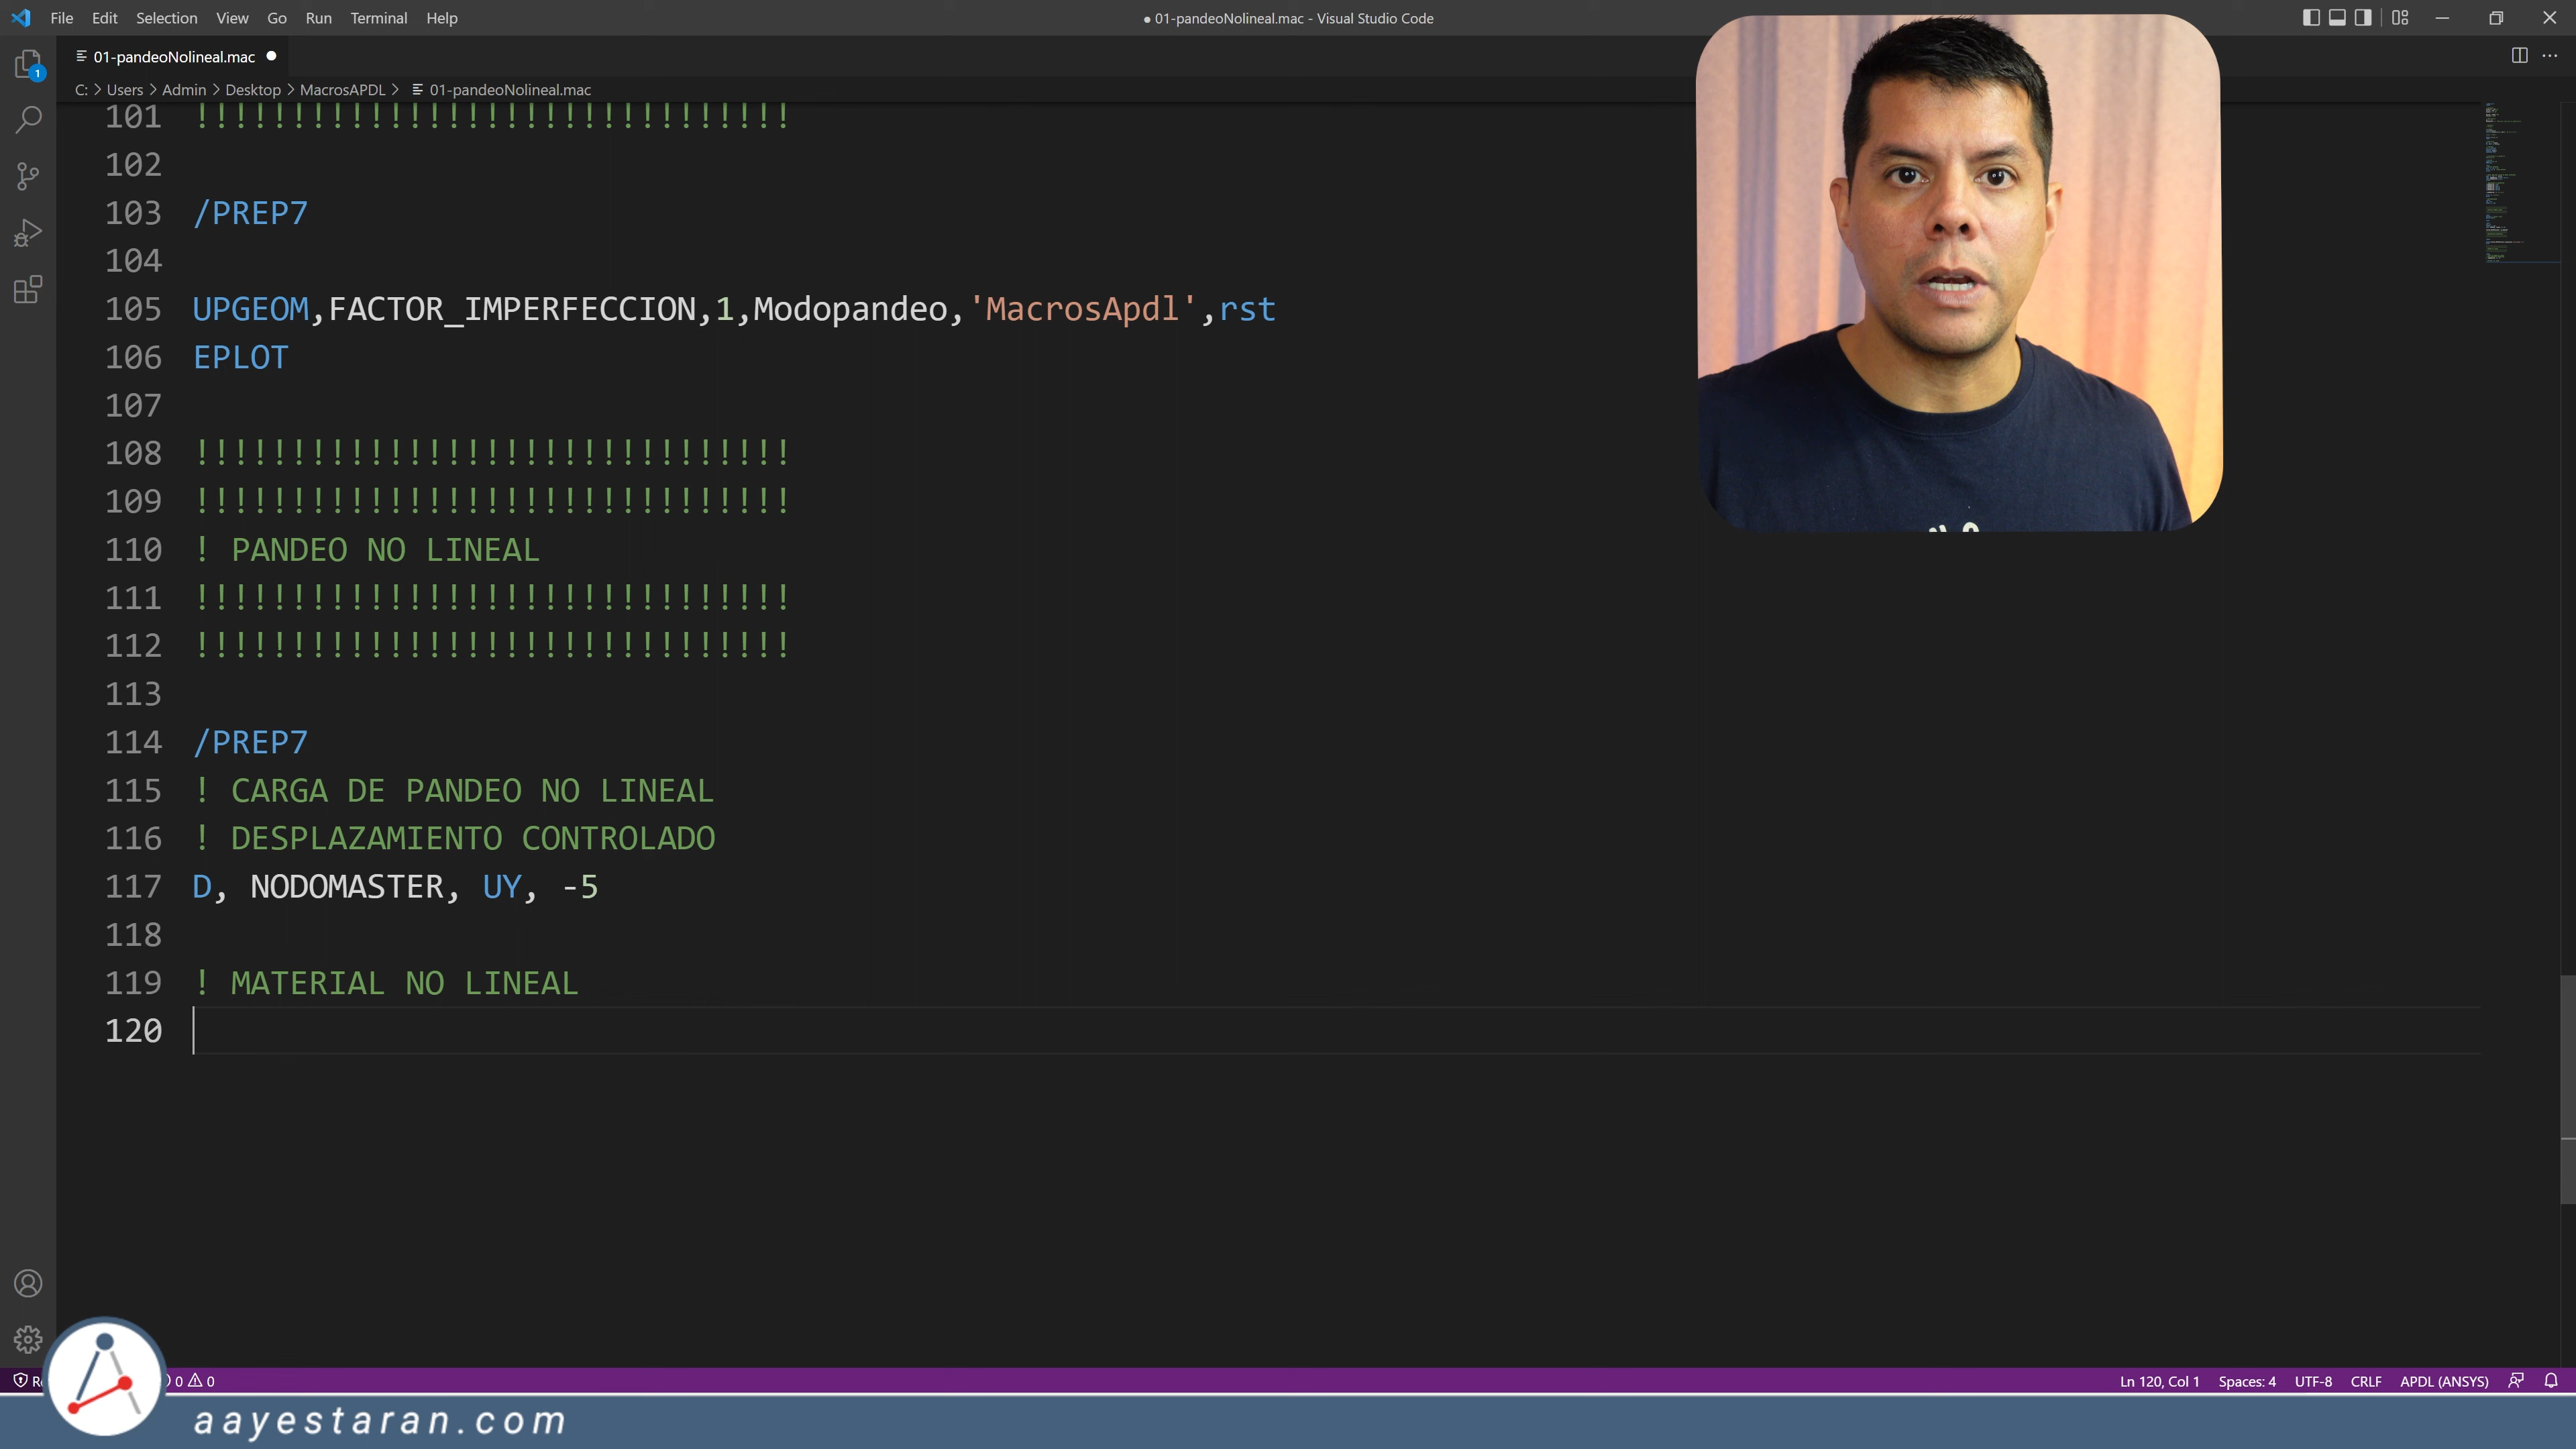 File Edit Selection View Go Run Terminal Help
● 01-pandeoNolineal.mac - Visual Studio Code
01-pandeoNolineal.mac ●
C: > Users > Admin > Desktop > MacrosAPDL > 01-pandeoNolineal.mac
1
101 !!!!!!!!!!!!!!!!!!!!!!!!!!!!!!!
102
103 /PREP7
104
105 UPGEOM,FACTOR_IMPERFECCION,1,Modopandeo,'MacrosApdl',rst
106 EPLOT
107
108 !!!!!!!!!!!!!!!!!!!!!!!!!!!!!!!
109 !!!!!!!!!!!!!!!!!!!!!!!!!!!!!!!
110 ! PANDEO NO LINEAL
111 !!!!!!!!!!!!!!!!!!!!!!!!!!!!!!!
112 !!!!!!!!!!!!!!!!!!!!!!!!!!!!!!!
113
114 /PREP7
115 ! CARGA DE PANDEO NO LINEAL
116 ! DESPLAZAMIENTO CONTROLADO
117 D, NODOMASTER, UY, -5
118
119 ! MATERIAL NO LINEAL
120
0 0
Ln 120, Col 1 Spaces: 4 UTF-8 CRLF APDL (ANSYS)
aayestaran.com